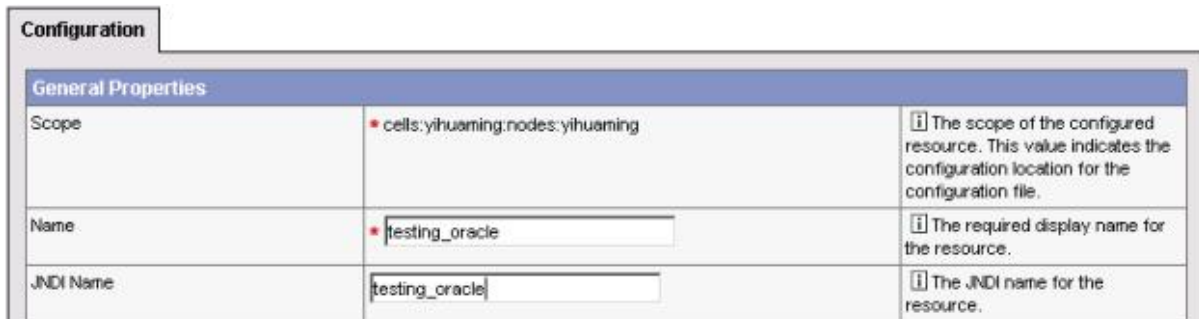 Configuration
General Properties
Scope
* cells:yihuaming:nodes:yihuaming
i The scope of the configured
resource. This value indicates the
configuration location for the
configuration file.
Name
* testing_oracle
i The required display name for
the resource.
JNDI Name
testing_oracle
i The JNDI name for the
resource.